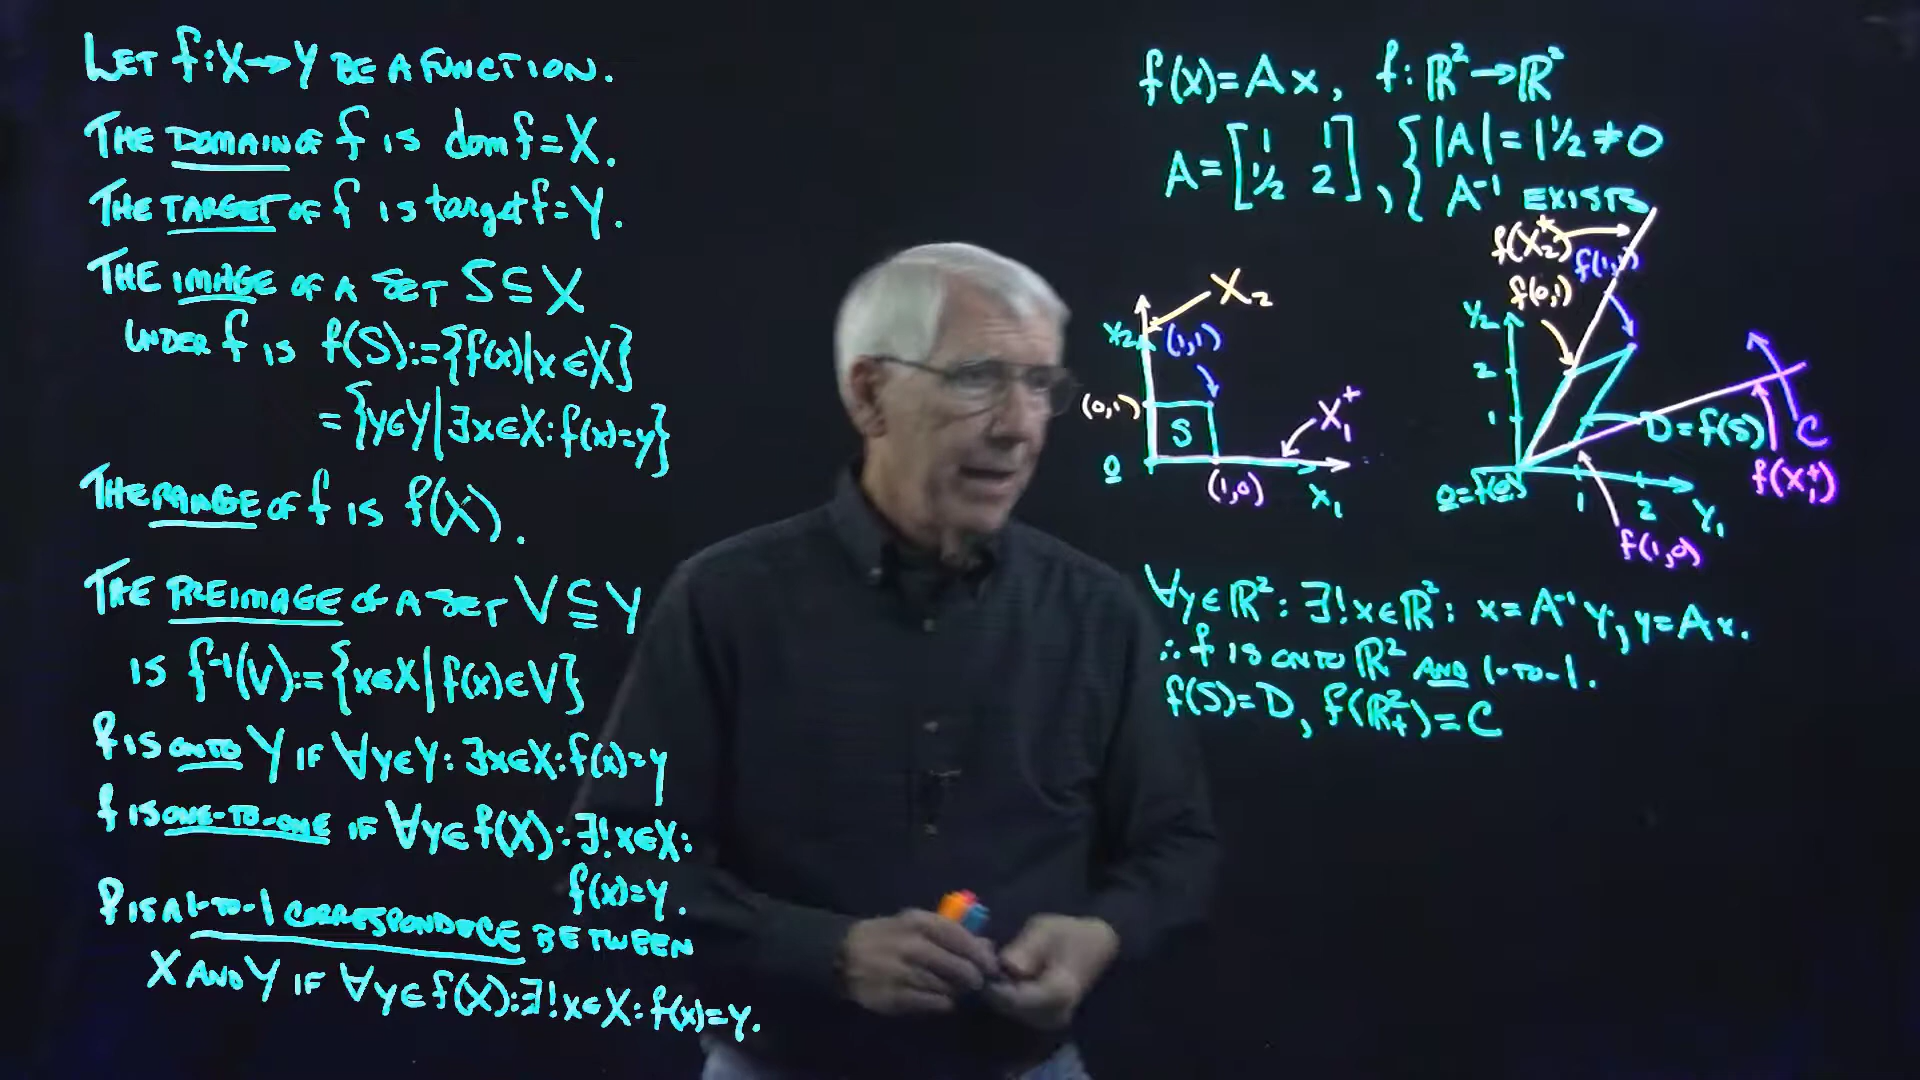 LET f: X→Y BE A FUNCTION.
THE DOMAIN OF f IS dom f = X.
THE TARGET OF f IS target f = Y.
THE IMAGE OF A SET S ⊆ X
UNDER f IS f(S) := {f(x) | x ∈ X}
= {y ∈ Y | ∃x ∈ X: f(x) = y}
THE RANGE OF f IS f(X).
THE PREIMAGE OF A SET V ⊆ Y
IS f⁻¹(V) := {x ∈ X | f(x) ∈ V}
f IS ONTO Y IF ∀y ∈ Y: ∃x ∈ X: f(x) = y
f IS ONE-TO-ONE IF ∀y ∈ f(X): ∃! x ∈ X:
f(x) = y.
f IS A 1-TO-1 CORRESPONDECE BETWEEN
X AND Y IF ∀y ∈ f(X): ∃! x ∈ X: f(x) = y.
f(x) = Ax, f: ℝ² → ℝ²
A = [1 1
½ 2], { |A| = 1½ ≠ 0
A⁻¹ EXISTS
X₂
x₂
(1,1)
(0,1)
S
X₁⁺
0
(1,0)
x₁
f(X₂⁺)
f(1,1)
f(0,1)
y₂
2
1
D = f(S)
C
f(X₁⁺)
0 = f(0)
1
2
y₁
f(1,0)
∀y ∈ ℝ²: ∃! x ∈ ℝ²: x = A⁻¹y, y = Ax.
∴ f IS ONTO ℝ² AND 1-TO-1.
f(S) = D, f(ℝ²₊) = C